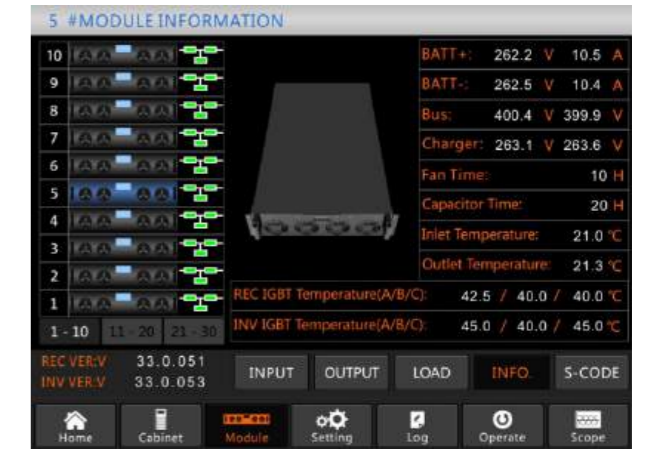 5 #MODULE INFORMATION
10
9
8
7
6
5
4
3
2
1
1 - 10 11 - 20 21 - 30
BATT+: 262.2 V 10.5 A
BATT-: 262.5 V 10.4 A
Bus: 400.4 V 399.9 V
Charger: 263.1 V 263.6 V
Fan Time: 10 H
Capacitor Time: 20 H
Inlet Temperature: 21.0 °C
Outlet Temperature: 21.3 °C
REC IGBT Temperature(A/B/C): 42.5 / 40.0 / 40.0 °C
INV IGBT Temperature(A/B/C): 45.0 / 40.0 / 45.0 °C
REC VER:V 33.0.051
INV VER:V 33.0.053
INPUT OUTPUT LOAD INFO. S-CODE
Home Cabinet Module Setting Log Operate Scope